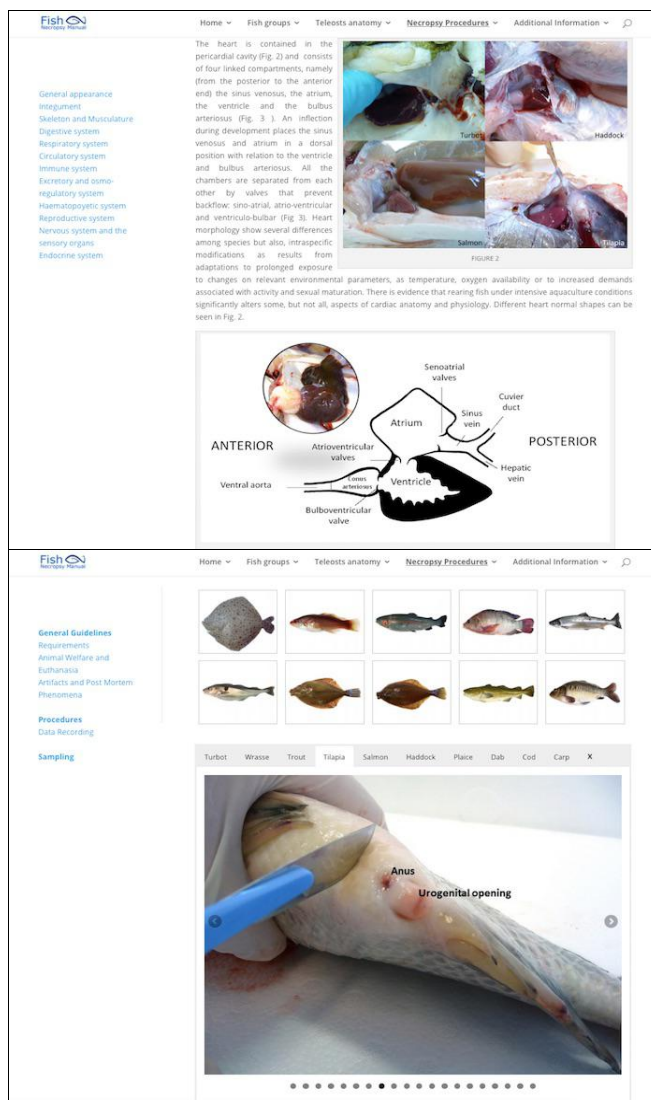 Fish
Necropsy Manual
Home
Fish groups
Teleosts anatomy
Necropsy Procedures
Additional Information
General appearance
Integument
Skeleton and Musculature
Digestive system
Respiratory system
Circulatory system
Immune system
Excretory and osmo-
regulatory system
Haematopoyetic system
Reproductive system
Nervous system and the
sensory organs
Endocrine system
The heart is contained in the
pericardial cavity (Fig. 2) and consists
of four linked compartments, namely
(from the posterior to the anterior
end) the sinus venosus, the atrium,
the ventricle and the bulbus
arteriosus (Fig. 3 ). An inflection
during development places the sinus
venosus and atrium in a dorsal
position with relation to the ventricle
and bulbus arteriosus. All the
chambers are separated from each
other by valves that prevent
backflow: sino-atrial, atrio-ventricular
and ventriculo-bulbar (Fig 3). Heart
morphology show several differences
among species but also, intraspecific
modifications as results from
adaptations to prolonged exposure
to changes on relevant environmental parameters, as temperature, oxygen availability or to increased demands
associated with activity and sexual maturation. There is evidence that rearing fish under intensive aquaculture conditions
significantly alters some, but not all, aspects of cardiac anatomy and physiology. Different heart normal shapes can be
seen in Fig. 2.
Turbot
Haddock
Salmon
Tilapia
FIGURE 2
Senoatrial
valves
Cuvier
duct
Sinus
vein
Atrium
ANTERIOR
POSTERIOR
Atrioventricular
valves
Hepatic
vein
Ventral aorta
Conus
arteriosus
Ventricle
Bulboventricular
valve
Fish
Necropsy Manual
Home
Fish groups
Teleosts anatomy
Necropsy Procedures
Additional Information
General Guidelines
Requirements
Animal Welfare and
Euthanasia
Artifacts and Post Mortem
Phenomena
Procedures
Data Recording
Sampling
Turbot
Wrasse
Trout
Tilapia
Salmon
Haddock
Plaice
Dab
Cod
Carp
X
Anus
Urogenital opening